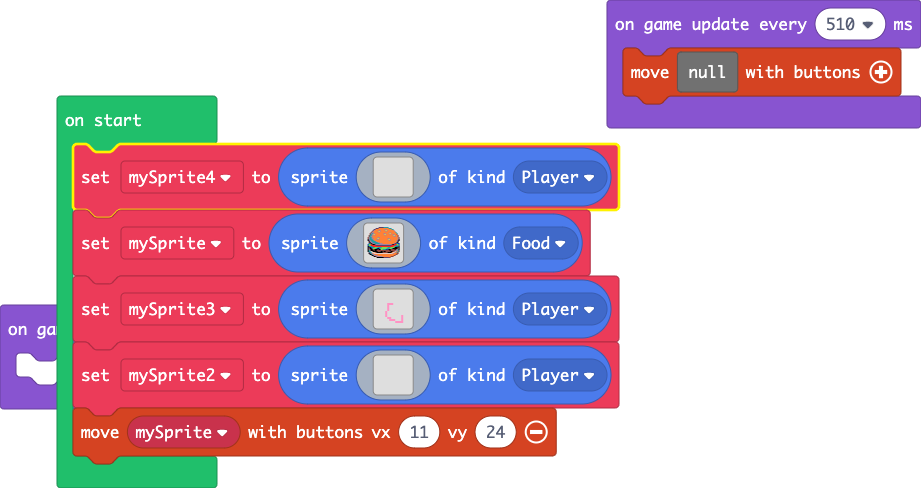 on game update every 510 ms
move null with buttons
on start
set mySprite4 to sprite of kind Player
set mySprite to sprite of kind Food
set mySprite3 to sprite of kind Player
on ga
set mySprite2 to sprite of kind Player
move mySprite with buttons vx 11 vy 24